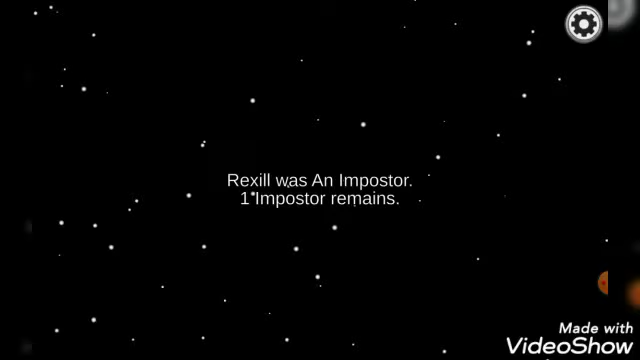 Rexill was An Impostor.
1 Impostor remains.
Made with
VideoShow